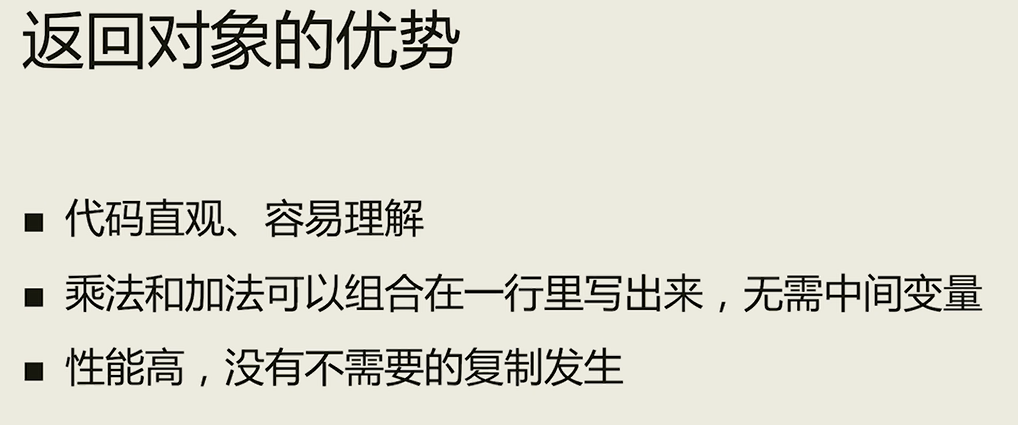 返回对象的优势
■ 代码直观、容易理解
■ 乘法和加法可以组合在一行里写出来，无需中间变量
■ 性能高，没有不需要的复制发生